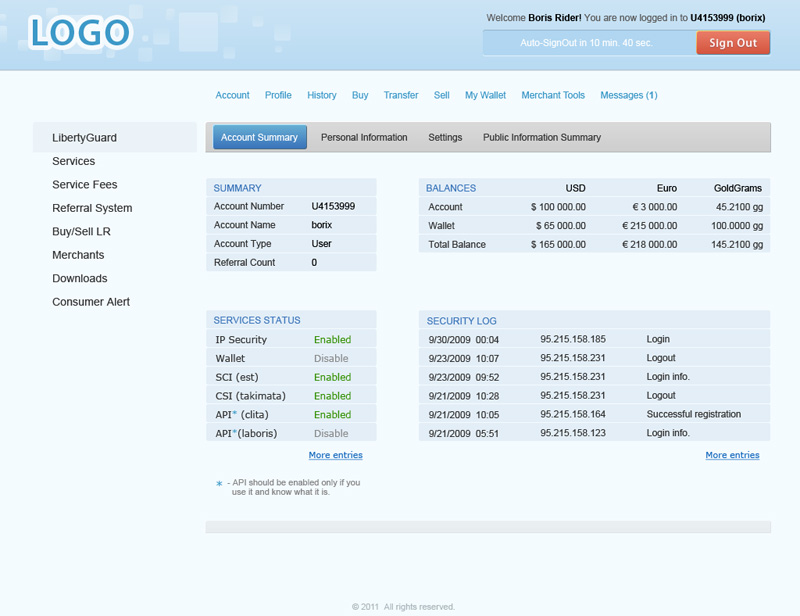 LOGO
Welcome Boris Rider! You are now logged in to U4153999 (borix)
Auto-SignOut in 10 min. 40 sec.
Sign Out
Account Profile History Buy Transfer Sell My Wallet Merchant Tools Messages (1)
LibertyGuard
Services
Service Fees
Referral System
Buy/Sell LR
Merchants
Downloads
Consumer Alert
Account Summary Personal Information Settings Public Information Summary
SUMMARY
Account Number U4153999
Account Name borix
Account Type User
Referral Count 0
BALANCES USD Euro GoldGrams
Account $ 100 000.00 € 3 000.00 45.2100 gg
Wallet $ 65 000.00 € 215 000.00 100.0000 gg
Total Balance $ 165 000.00 € 218 000.00 145.2100 gg
SERVICES STATUS
IP Security Enabled
Wallet Disable
SCI (est) Enabled
CSI (takimata) Enabled
API* (clita) Enabled
API*(laboris) Disable
More entries
* - API should be enabled only if you
use it and know what it is.
SECURITY LOG
9/30/2009 00:04 95.215.158.185 Login
9/23/2009 10:07 95.215.158.231 Logout
9/23/2009 09:52 95.215.158.231 Login info.
9/21/2009 10:28 95.215.158.231 Logout
9/21/2009 10:05 95.215.158.164 Successful registration
9/21/2009 05:51 95.215.158.123 Login info.
More entries
© 2011 All rights reserved.